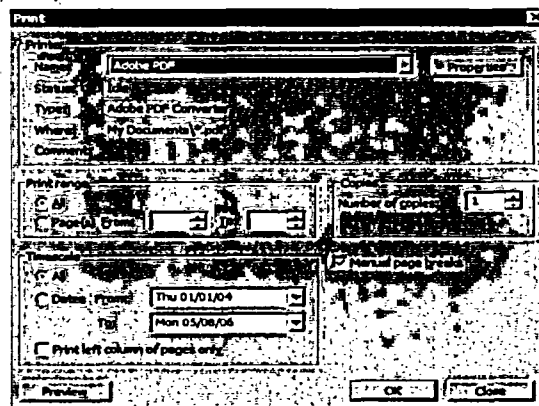 Print
Printer
Name: Adobe PDF Properties
Status: Idle
Type: Adobe PDF Converter
Where: My Documents\*.pdf
Comment:
Print range Copies
All Number of copies: 1
Page(s) From: To:
Timescale Manual page breaks
All
Dates From: Thu 01/01/04
To: Mon 05/08/06
Print left column of pages only
Preview OK Close